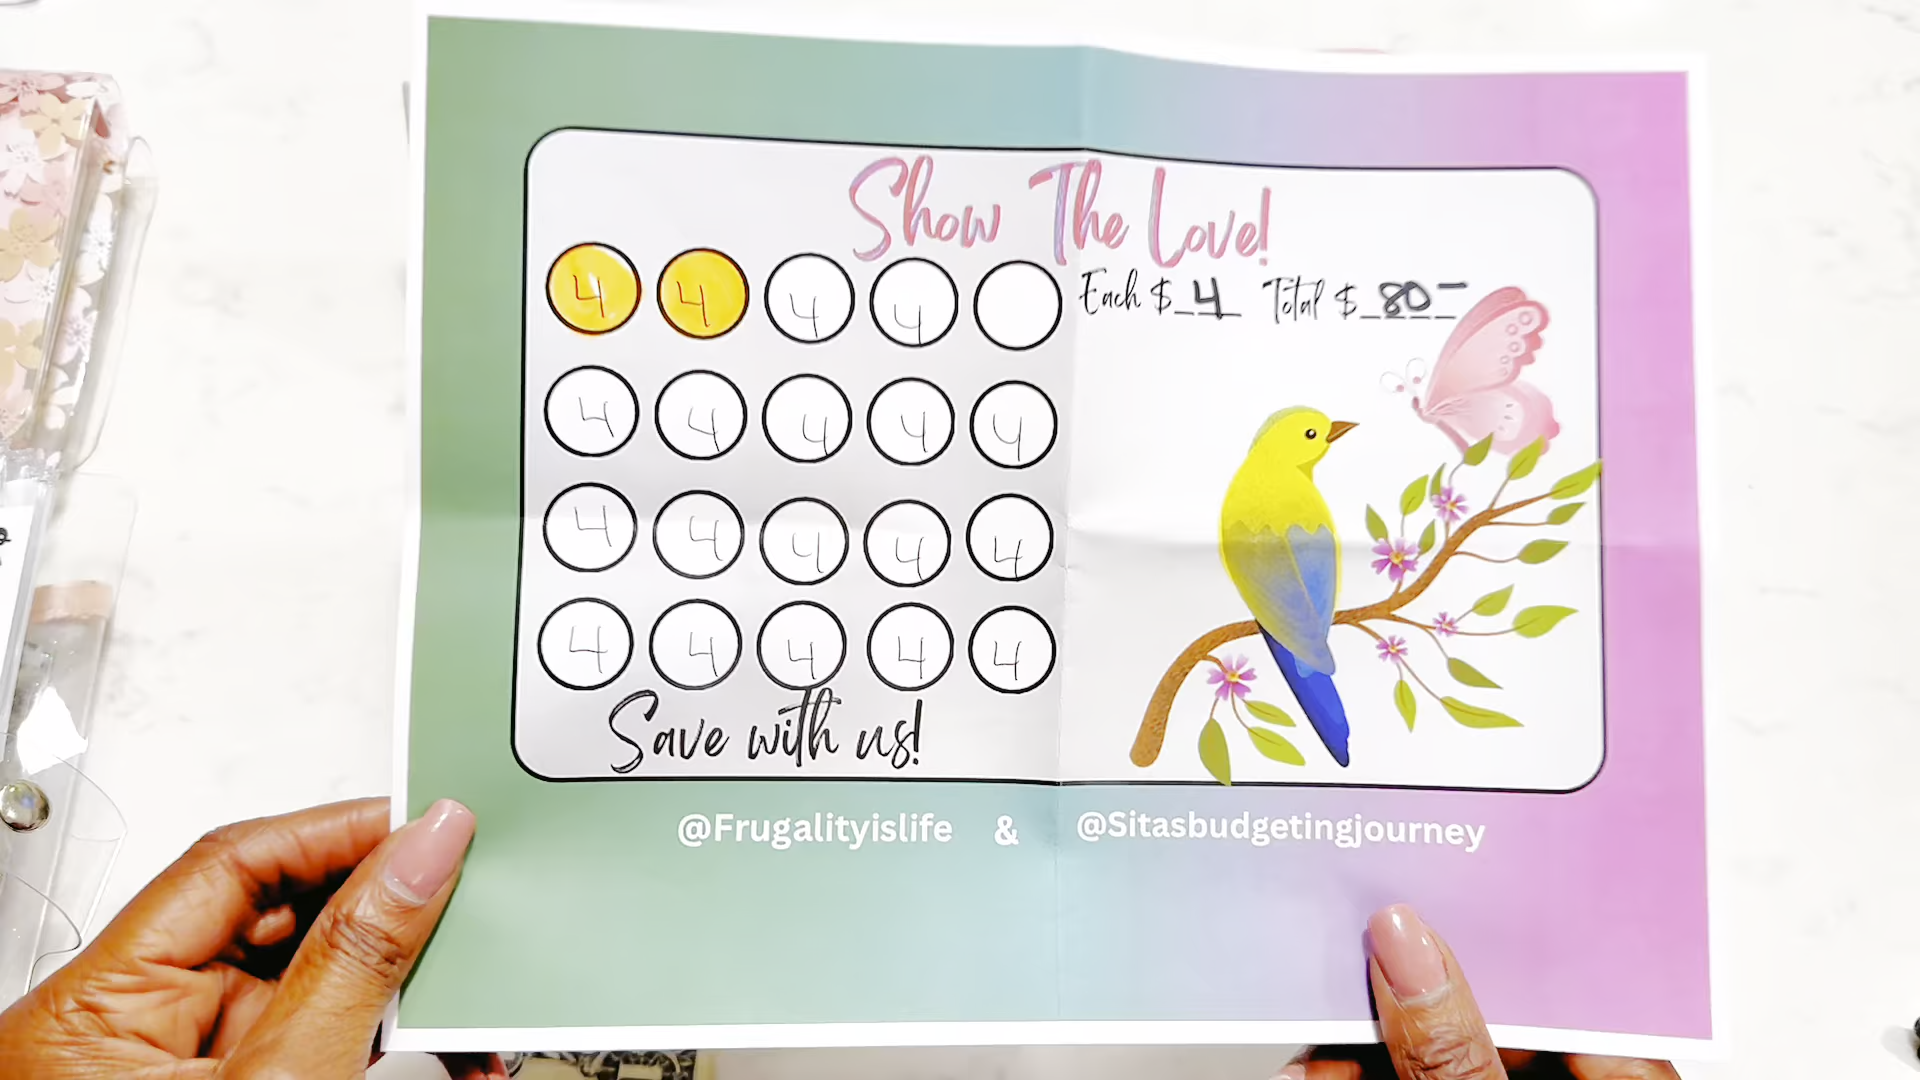 Show The Love!
4 4 4 4
Each $ 4 Total $ 80
4 4 4 4 4
4 4 4 4 4
4 4 4 4 4
Save with us!
@Frugalityislife & @Sitasbudgetingjourney